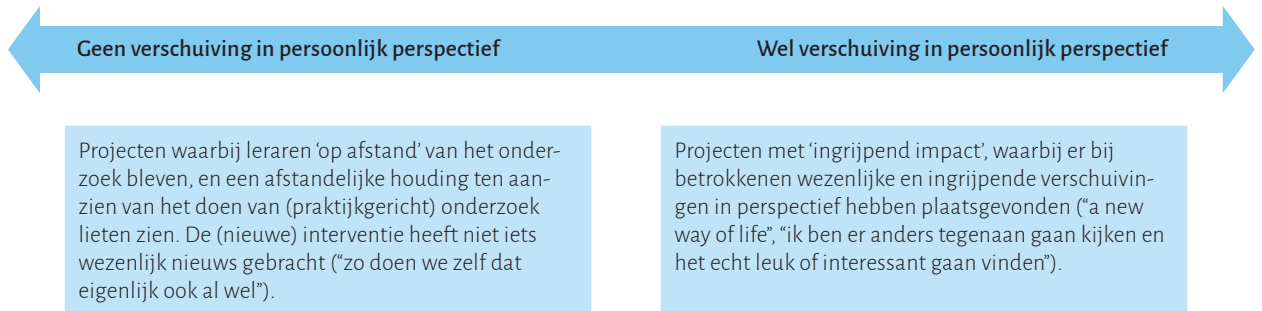 Geen verschuiving in persoonlijk perspectief
Wel verschuiving in persoonlijk perspectief
Projecten waarbij leraren ‘op afstand’ van het onder-
zoek bleven, en een afstandelijke houding ten aan-
zien van het doen van (praktijkgericht) onderzoek
lieten zien. De (nieuwe) interventie heeft niet iets
wezenlijk nieuws gebracht (“zo doen we zelf dat
eigenlijk ook al wel”).
Projecten met ‘ingrijpend impact’, waarbij er bij
betrokkenen wezenlijke en ingrijpende verschuivin-
gen in perspectief hebben plaatsgevonden (“a new
way of life”, “ik ben er anders tegenaan gaan kijken en
het echt leuk of interessant gaan vinden”).